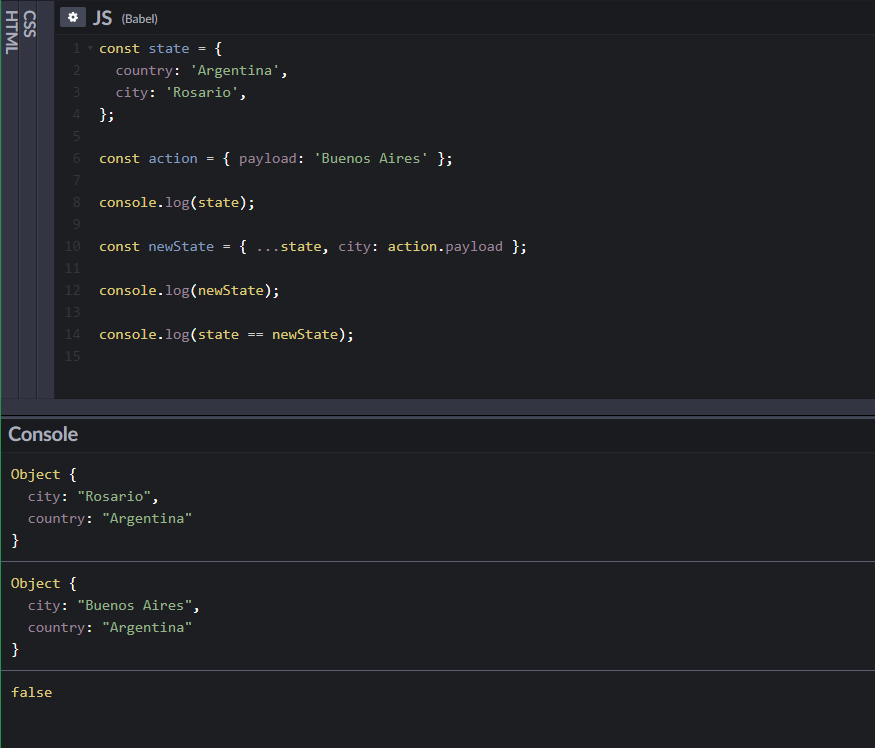 HTML
CSS
JS (Babel)
1 const state = {
2   country: 'Argentina',
3   city: 'Rosario',
4 };
5
6 const action = { payload: 'Buenos Aires' };
7
8 console.log(state);
9
10 const newState = { ...state, city: action.payload };
11
12 console.log(newState);
13
14 console.log(state == newState);
15
Console
Object {
  city: "Rosario",
  country: "Argentina"
}
Object {
  city: "Buenos Aires",
  country: "Argentina"
}
false